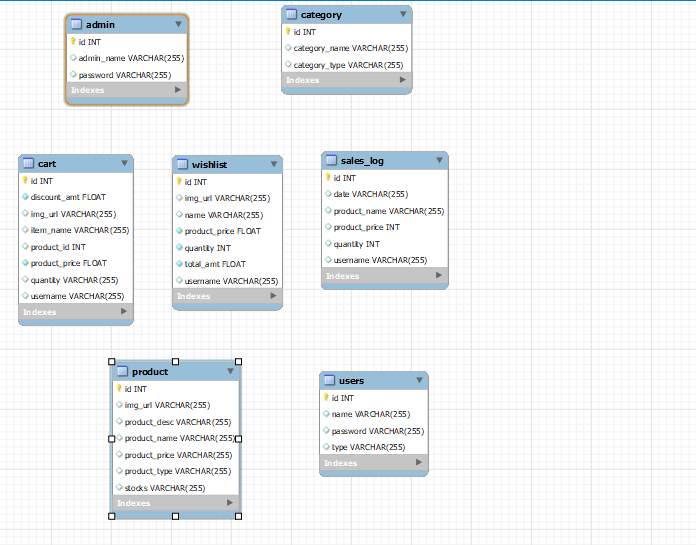 admin
id INT
admin_name VARCHAR(255)
password VARCHAR(255)
Indexes
category
id INT
category_name VARCHAR(255)
category_type VARCHAR(255)
Indexes
cart
id INT
discount_amt FLOAT
img_url VARCHAR(255)
item_name VARCHAR(255)
product_id INT
product_price FLOAT
quantity VARCHAR(255)
username VARCHAR(255)
Indexes
wishlist
id INT
img_url VARCHAR(255)
name VARCHAR(255)
product_price FLOAT
quantity INT
total_amt FLOAT
username VARCHAR(255)
Indexes
sales_log
id INT
date VARCHAR(255)
product_name VARCHAR(255)
product_price INT
quantity INT
username VARCHAR(255)
Indexes
product
id INT
img_url VARCHAR(255)
product_desc VARCHAR(255)
product_name VARCHAR(255)
product_price VARCHAR(255)
product_type VARCHAR(255)
stocks VARCHAR(255)
Indexes
users
id INT
name VARCHAR(255)
password VARCHAR(255)
type VARCHAR(255)
Indexes